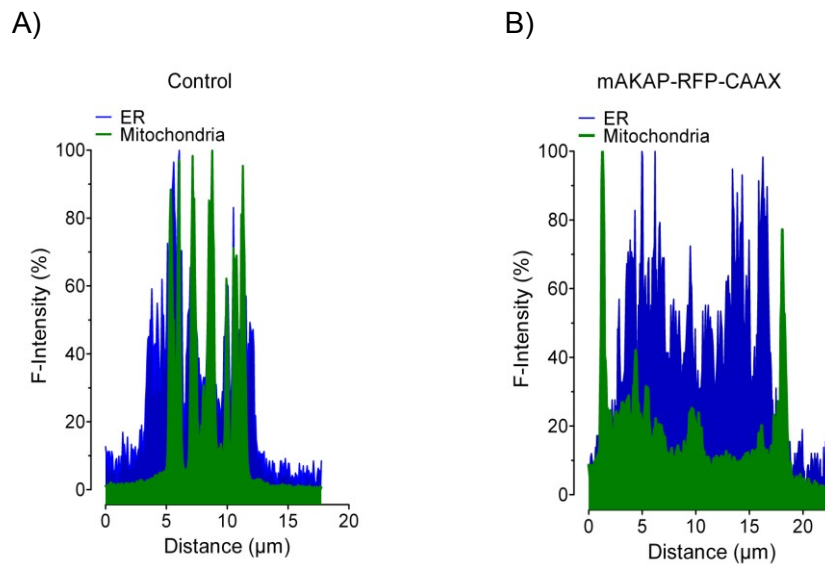 A)
Control
ER
Mitochondria
F-Intensity (%)
100
80
60
40
20
0
0 5 10 15 20
Distance (µm)
B)
mAKAP-RFP-CAAX
ER
Mitochondria
F-Intensity (%)
100
80
60
40
20
0
0 5 10 15 20
Distance (µm)